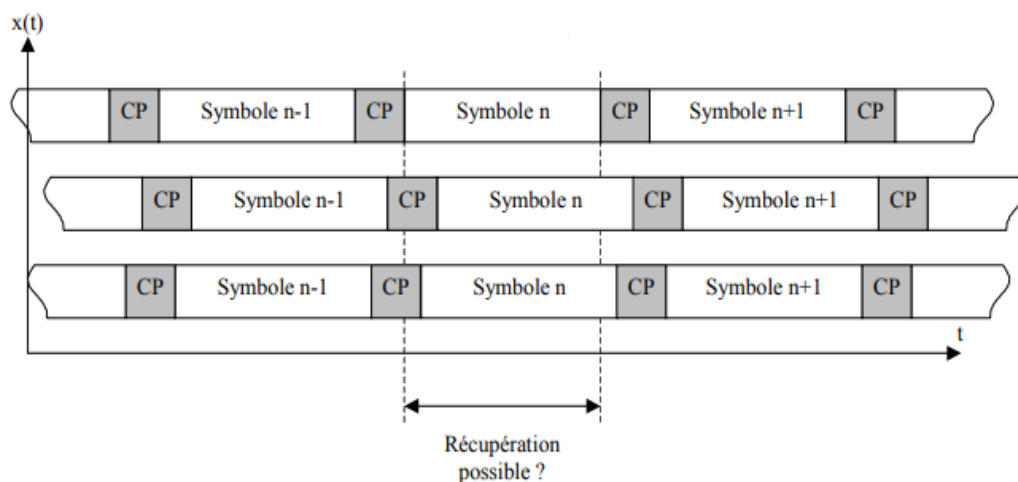 x(t)
CP Symbole n-1 CP Symbole n CP Symbole n+1 CP
CP Symbole n-1 CP Symbole n CP Symbole n+1 CP
CP Symbole n-1 CP Symbole n CP Symbole n+1 CP
t
Récupération
possible ?